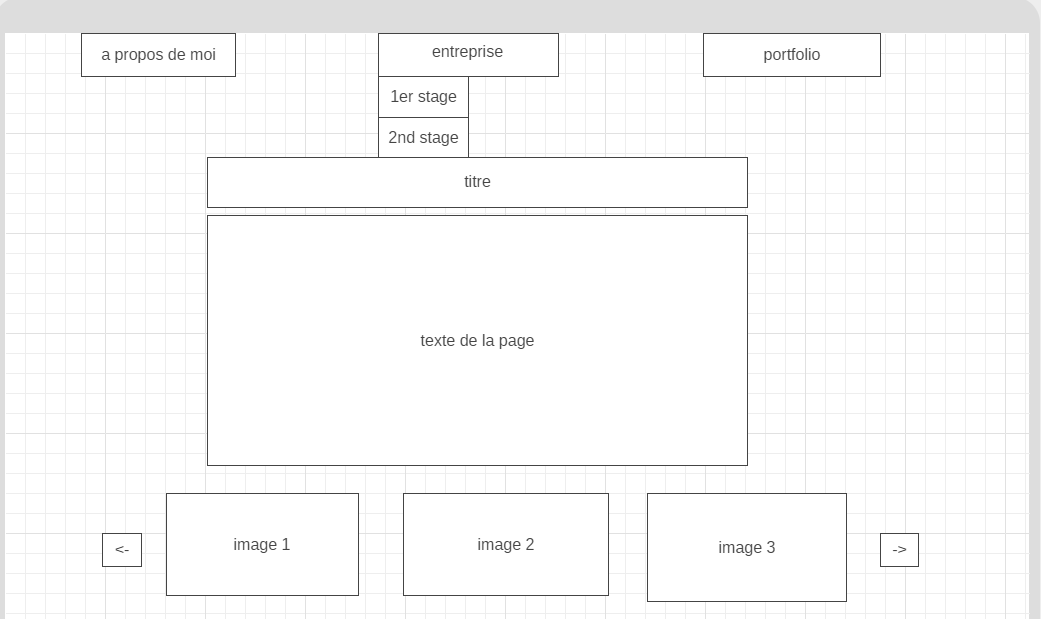 a propos de moi
entreprise
portfolio
1er stage
2nd stage
titre
texte de la page
<-
image 1
image 2
image 3
->